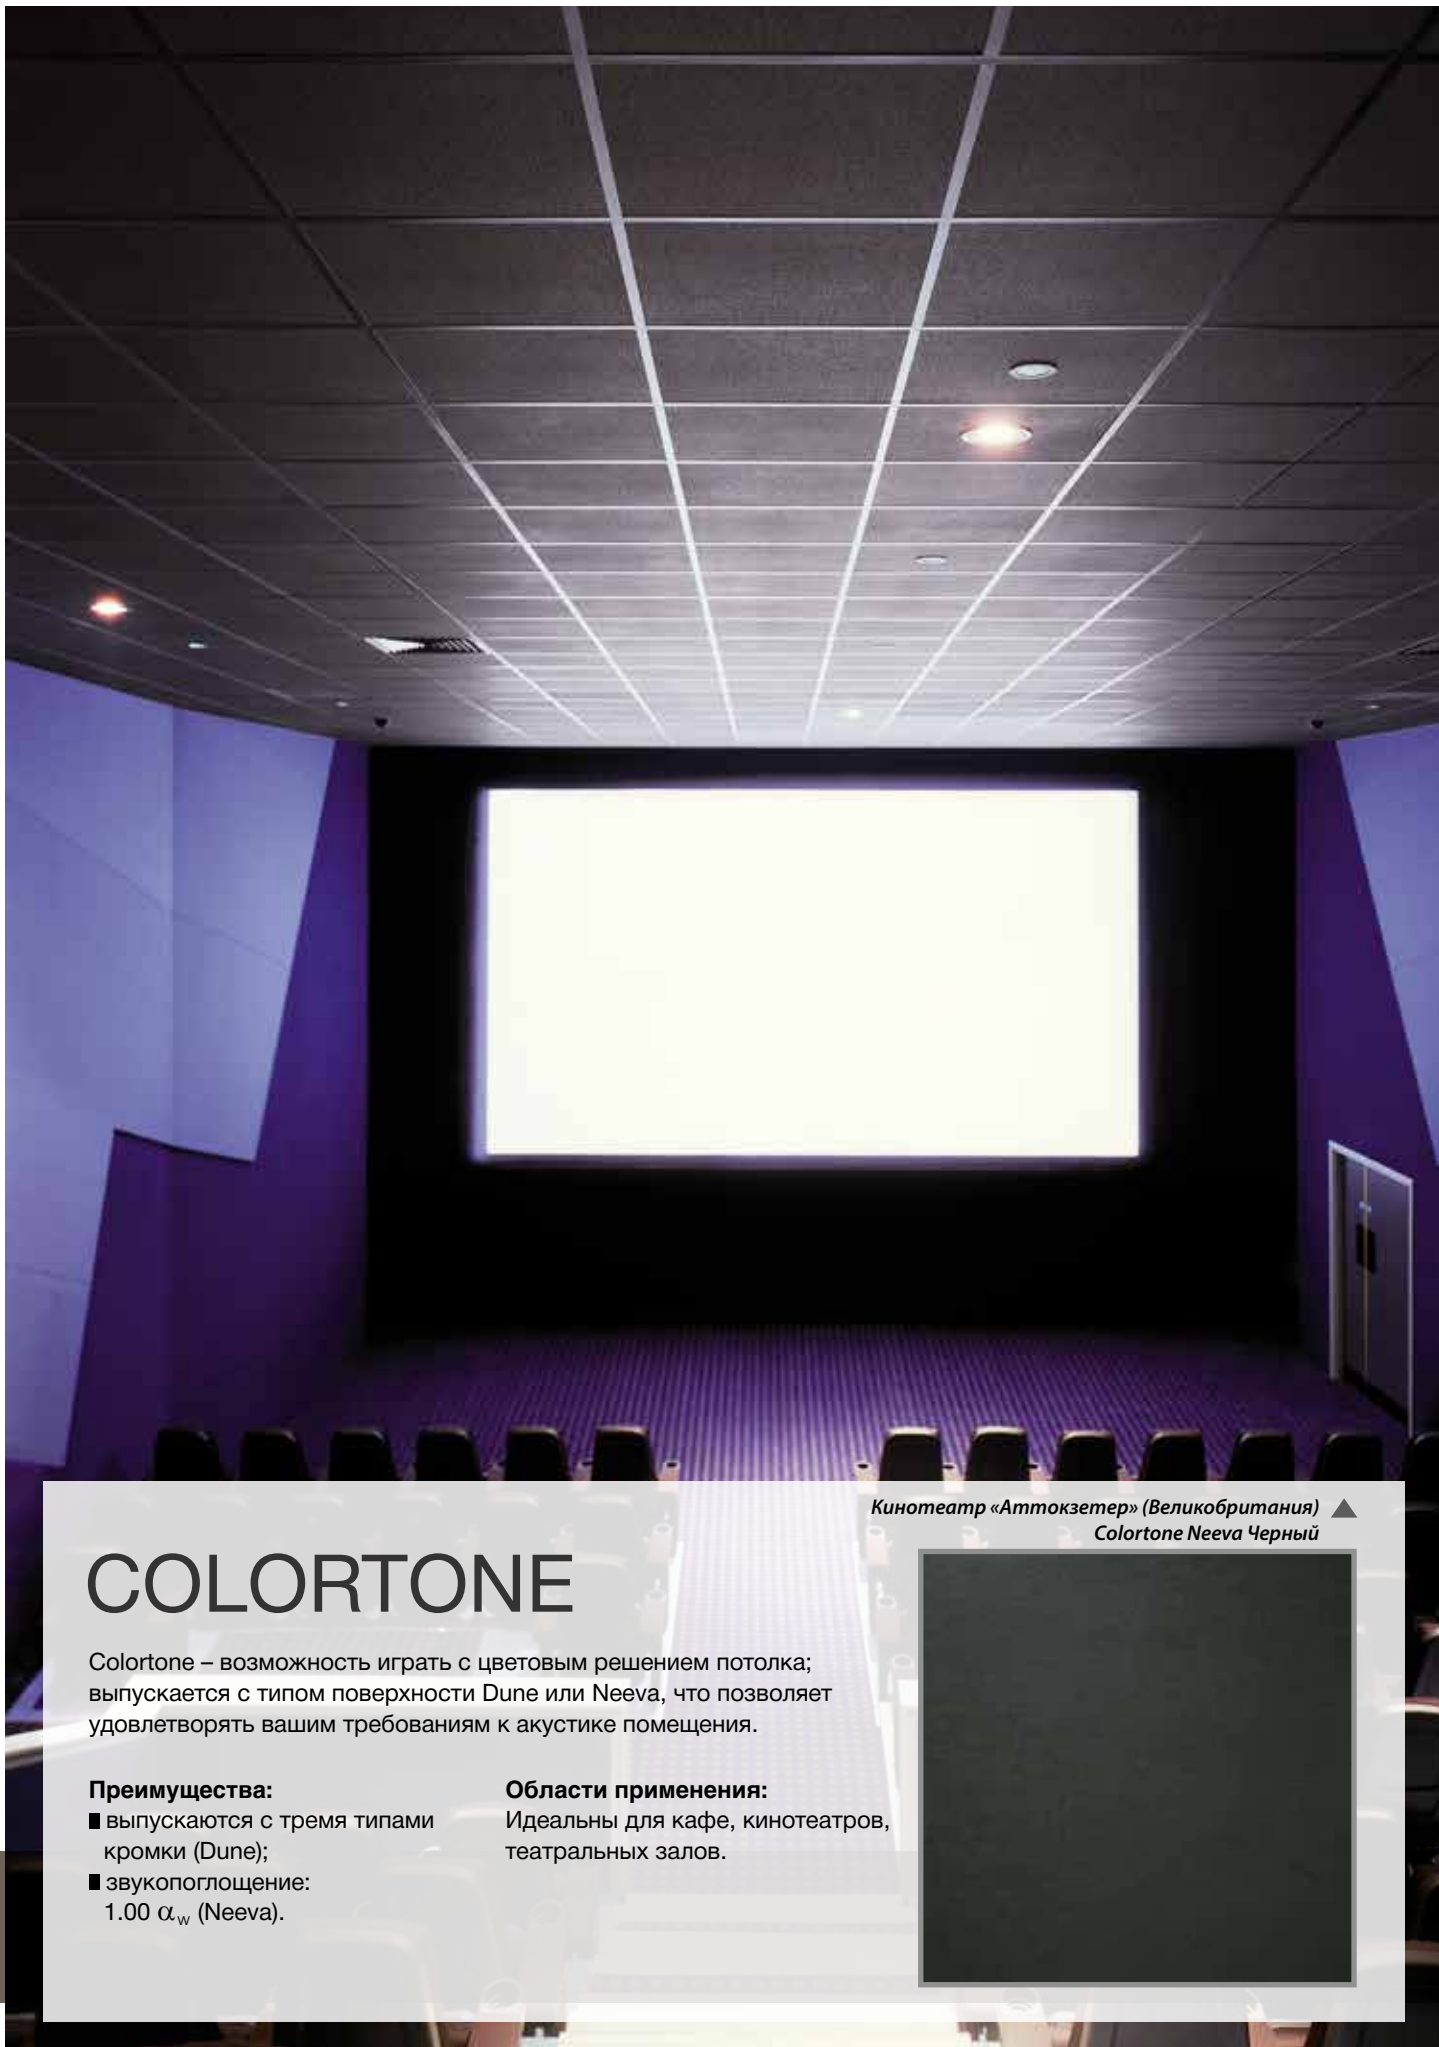 Кинотеатр «Аттокзетер» (Великобритания)
Colortone Neeva Черный
COLORTONE
Colortone – возможность играть с цветовым решением потолка;
выпускается с типом поверхности Dune или Neeva, что позволяет
удовлетворять вашим требованиям к акустике помещения.
Преимущества:
выпускаются с тремя типами
кромки (Dune);
звукопоглощение:
1.00 αw (Neeva).
Области применения:
Идеальны для кафе, кинотеатров,
театральных залов.